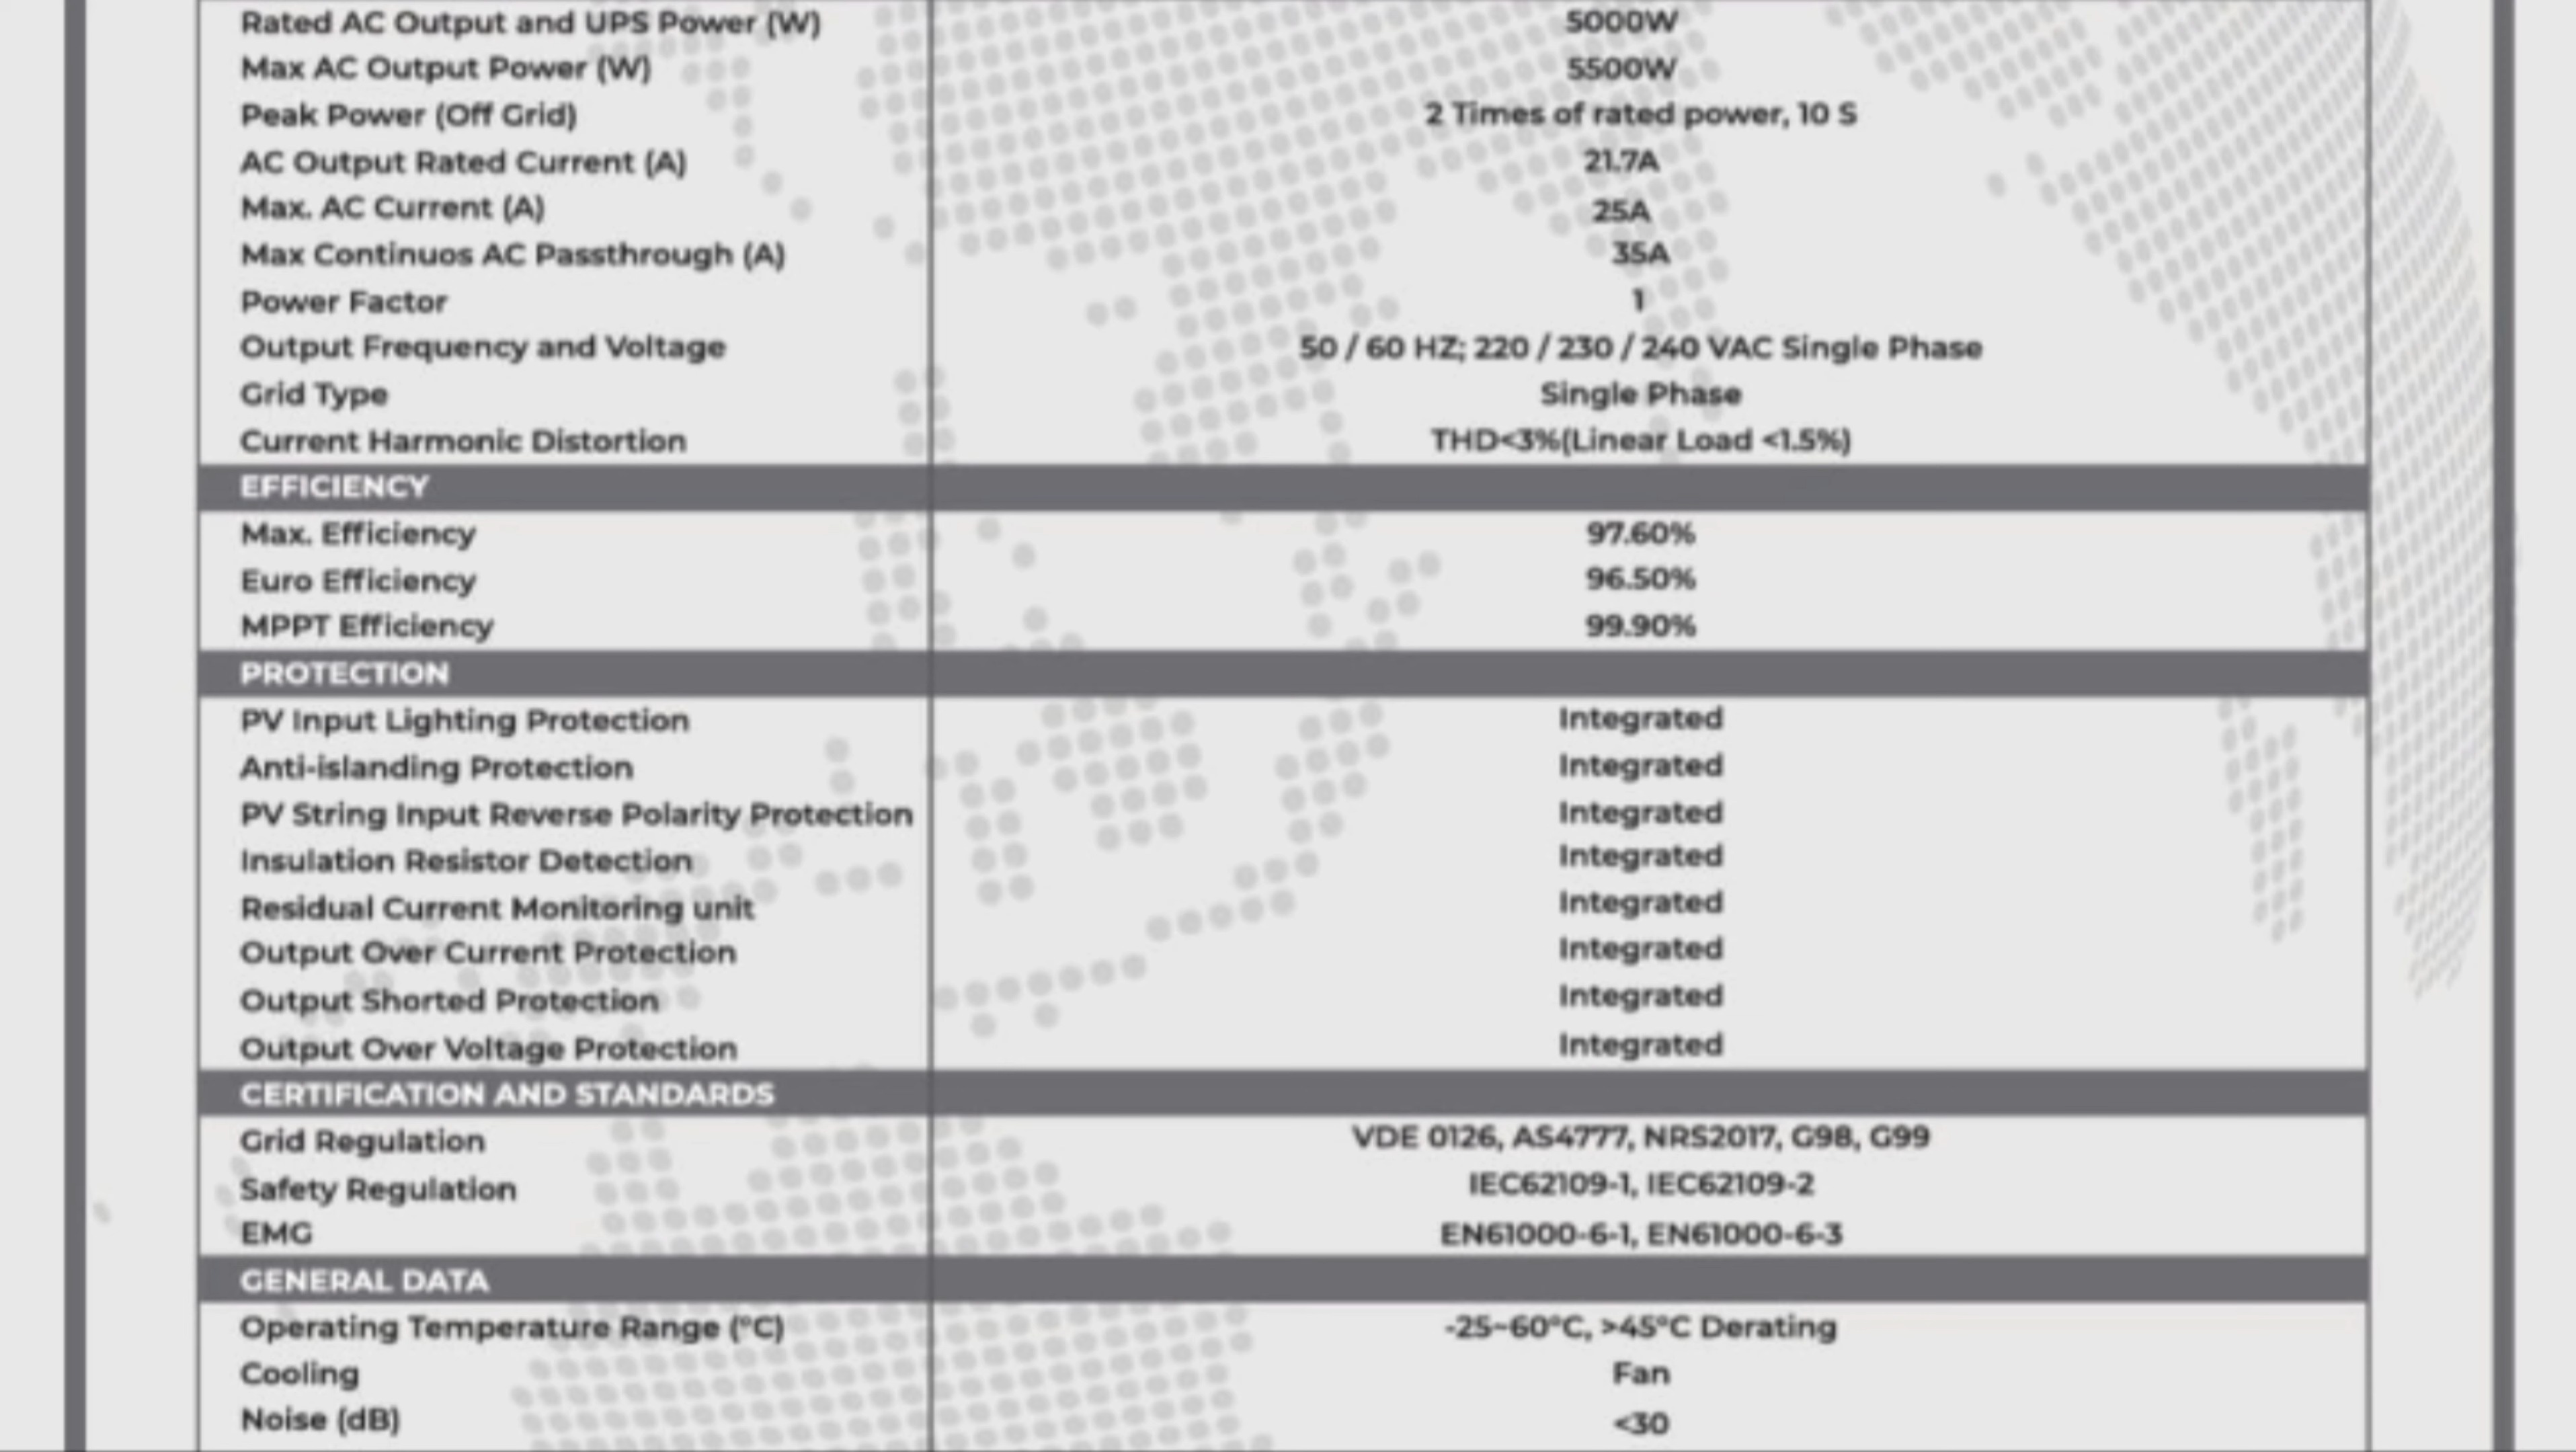 Rated AC Output and UPS Power (W) 5000W
Max AC Output Power (W) 5500W
Peak Power (Off Grid) 2 Times of rated power, 10 S
AC Output Rated Current (A) 21.7A
Max. AC Current (A) 25A
Max Continuos AC Passthrough (A) 35A
Power Factor 1
Output Frequency and Voltage 50 / 60 HZ; 220 / 230 / 240 VAC Single Phase
Grid Type Single Phase
Current Harmonic Distortion THD<3%(Linear Load <1.5%)
EFFICIENCY
Max. Efficiency 97.60%
Euro Efficiency 96.50%
MPPT Efficiency 99.90%
PROTECTION
PV Input Lighting Protection Integrated
Anti-islanding Protection Integrated
PV String Input Reverse Polarity Protection Integrated
Insulation Resistor Detection Integrated
Residual Current Monitoring unit Integrated
Output Over Current Protection Integrated
Output Shorted Protection Integrated
Output Over Voltage Protection Integrated
CERTIFICATION AND STANDARDS
Grid Regulation VDE 0126, AS4777, NRS2017, G98, G99
Safety Regulation IEC62109-1, IEC62109-2
EMG EN61000-6-1, EN61000-6-3
GENERAL DATA
Operating Temperature Range (°C) -25~60°C, >45°C Derating
Cooling Fan
Noise (dB) <30